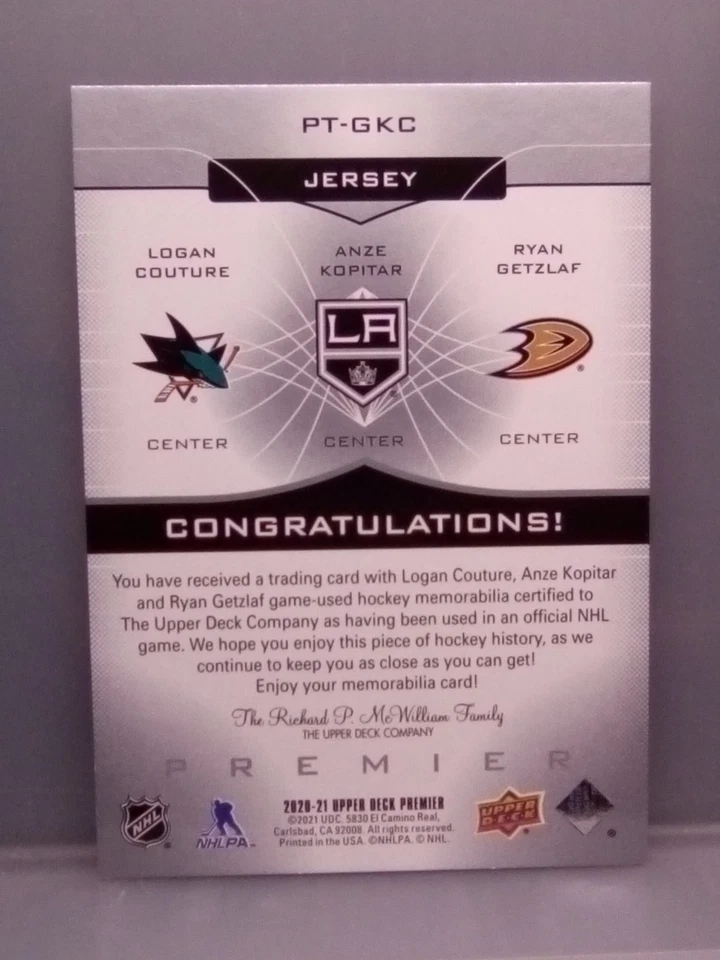 PT-GKC
JERSEY
LOGAN
COUTURE
ANZE
KOPITAR
RYAN
GETZLAF
LA
CENTER
CENTER
CENTER
CONGRATULATIONS!
You have received a trading card with Logan Couture, Anze Kopitar
and Ryan Getzlaf game-used hockey memorabilia certified to
The Upper Deck Company as having been used in an official NHL
game. We hope you enjoy this piece of hockey history, as we
continue to keep you as close as you can get!
Enjoy your memorabilia card!
The Richard P. McWilliam Family
THE UPPER DECK COMPANY
PREMIER
NHL
NHLPA
2020-21 UPPER DECK PREMIER
©2021 UDC. 5830 El Camino Real,
Carlsbad, CA 92008. All rights reserved.
Printed in the USA. ©NHLPA. © NHL.
UPPER
D·E·C·K